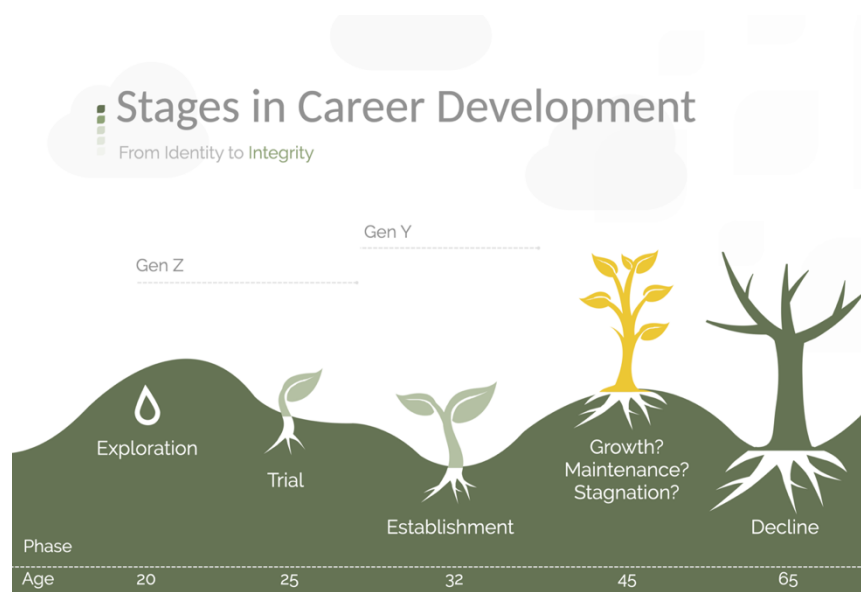 Stages in Career Development
From Identity to Integrity
Gen Y
Gen Z
Exploration
Trial
Establishment
Growth?
Maintenance?
Stagnation?
Decline
Phase
Age 20 25 32 45 65